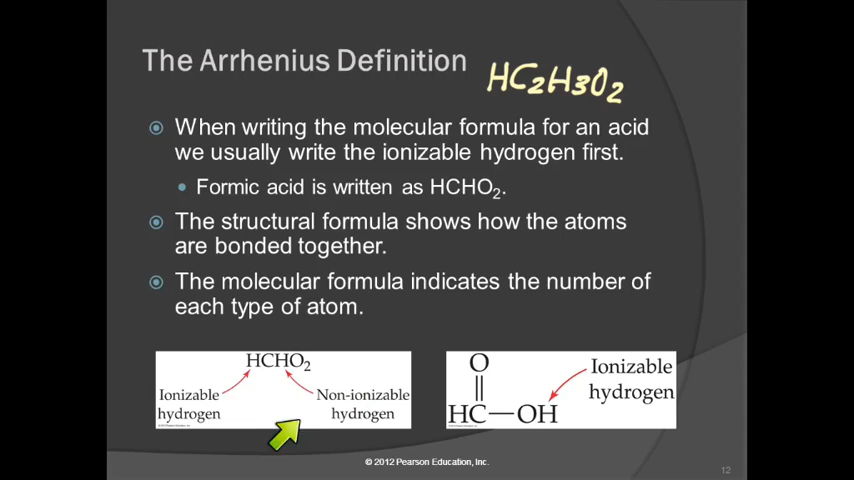 The Arrhenius Definition
HC2H3O2
When writing the molecular formula for an acid
we usually write the ionizable hydrogen first.
Formic acid is written as HCHO2.
The structural formula shows how the atoms
are bonded together.
The molecular formula indicates the number of
each type of atom.
HCHO2
Ionizable
hydrogen
Non-ionizable
hydrogen
O
HC—OH
Ionizable
hydrogen
© 2012 Pearson Education, Inc.
12